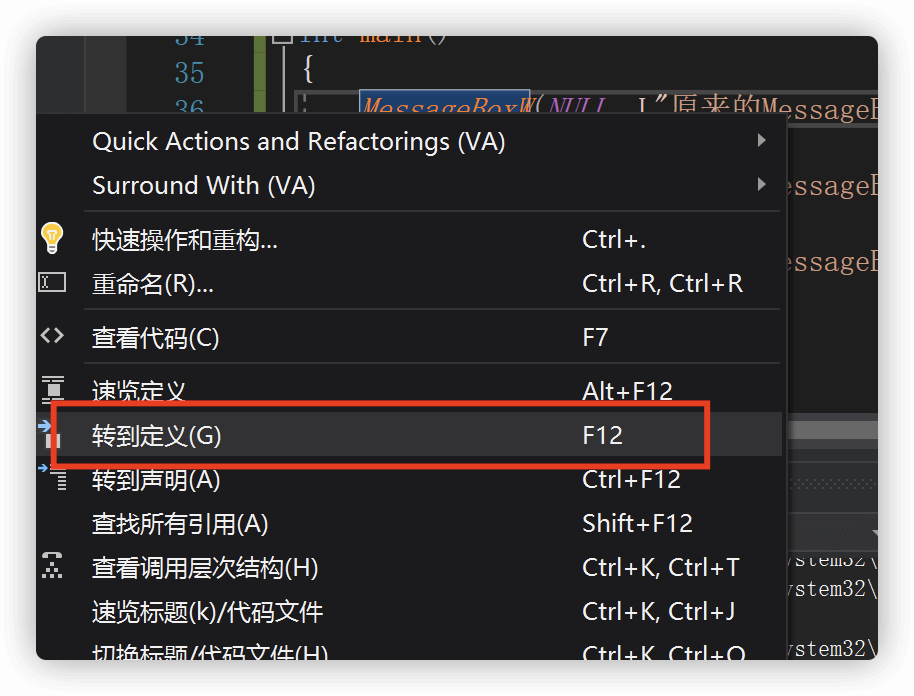 34 int main()
35 {
36 MessageBoxW(NULL, L"原来的MessageB
Quick Actions and Refactorings (VA)
Surround With (VA)
essageB
快速操作和重构... Ctrl+.
essageB
重命名(R)... Ctrl+R, Ctrl+R
查看代码(C) F7
速览定义 Alt+F12
转到定义(G) F12
转到声明(A) Ctrl+F12
查找所有引用(A) Shift+F12
查看调用层次结构(H) Ctrl+K, Ctrl+T
ystem32\
ystem32\
速览标题(k)/代码文件 Ctrl+K, Ctrl+J
切换标题/代码文件(H) Ctrl+K, Ctrl+O
ystem32\